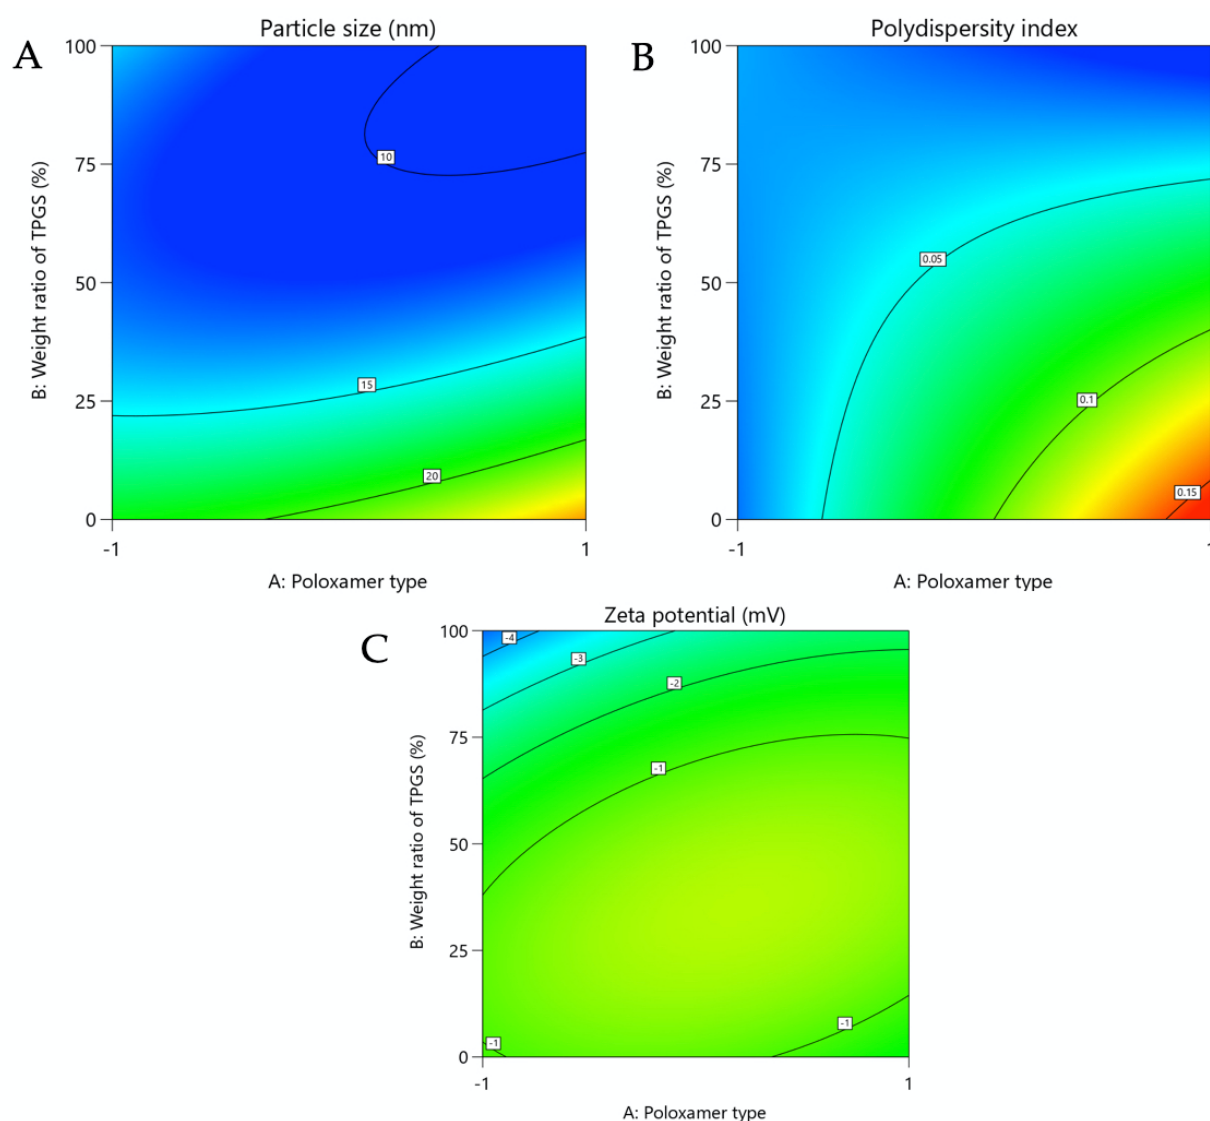 A
Particle size (nm)
100
75
50
25
0
B: Weight ratio of TPGS (%)
10
15
20
-1
1
A: Poloxamer type
B
Polydispersity index
100
75
50
25
0
B: Weight ratio of TPGS (%)
0.05
0.1
0.15
-1
1
A: Poloxamer type
C
Zeta potential (mV)
100
75
50
25
0
B: Weight ratio of TPGS (%)
-4
-3
-2
-1
-1
-1
-1
1
A: Poloxamer type